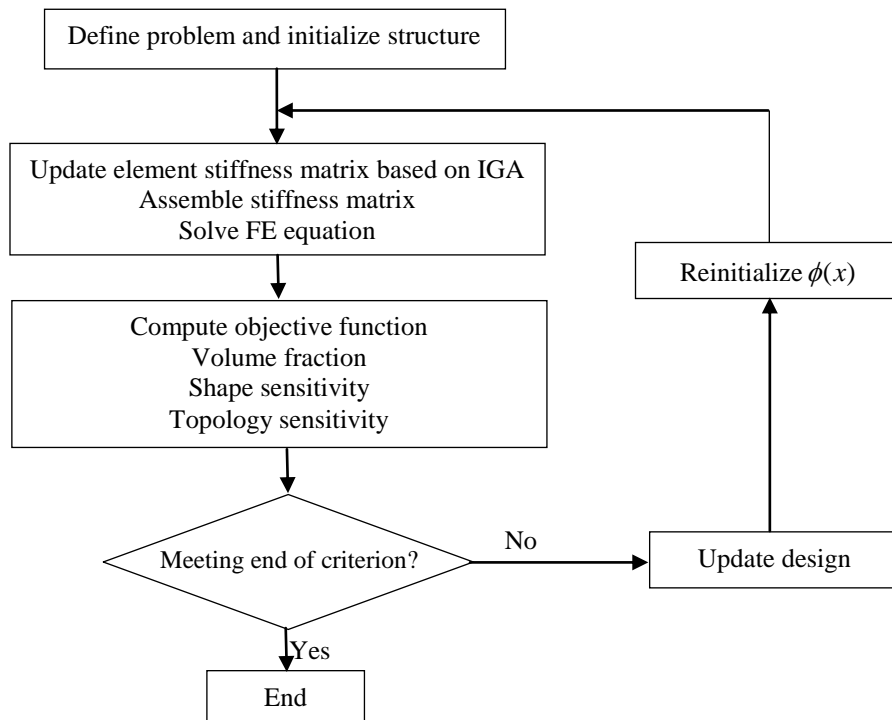 Define problem and initialize structure
Update element stiffness matrix based on IGA
Assemble stiffness matrix
Solve FE equation
Reinitialize ϕ(x)
Compute objective function
Volume fraction
Shape sensitivity
Topology sensitivity
Meeting end of criterion?
No
Update design
Yes
End